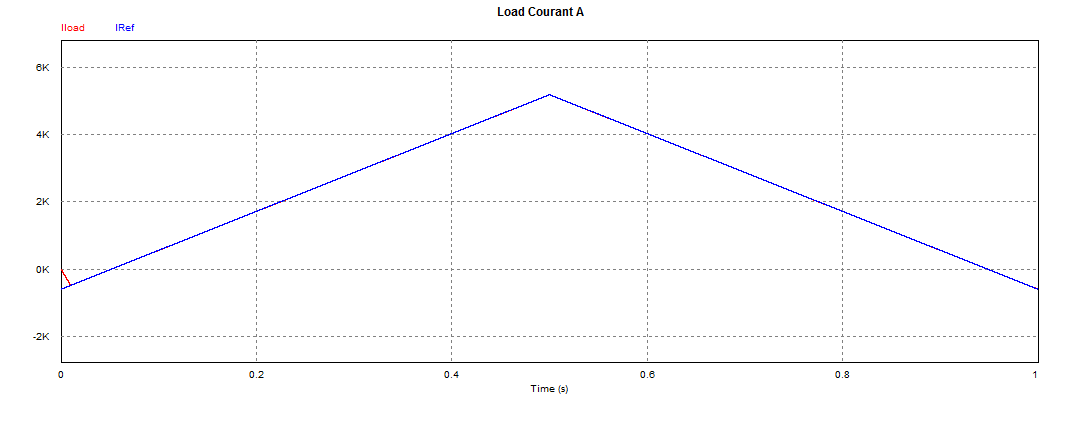 Load Courant A
Iload IRef
6K
4K
2K
0K
-2K
0 0.2 0.4 0.6 0.8 1
Time (s)